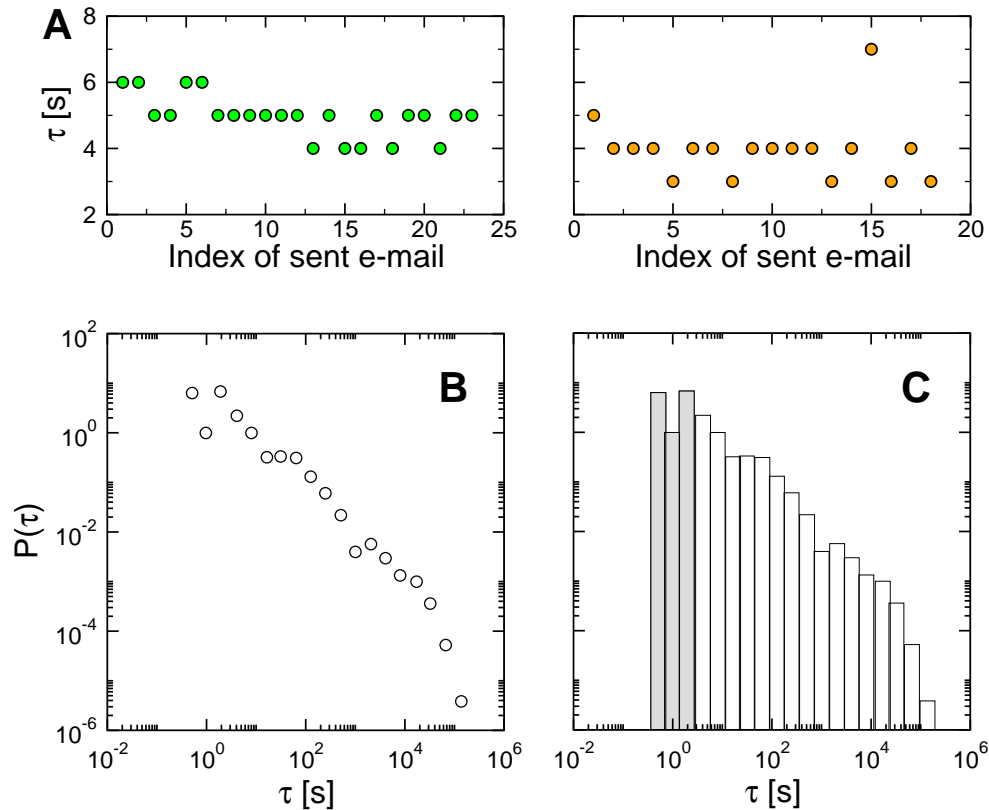 A
τ [s]
8
6
4
2
0 5 10 15 20 25
0 5 10 15 20
Index of sent e-mail
Index of sent e-mail
B
P(τ)
10^2
10^0
10^-2
10^-4
10^-6
10^-2 10^0 10^2 10^4 10^6
τ [s]
C
10^-2 10^0 10^2 10^4 10^6
τ [s]